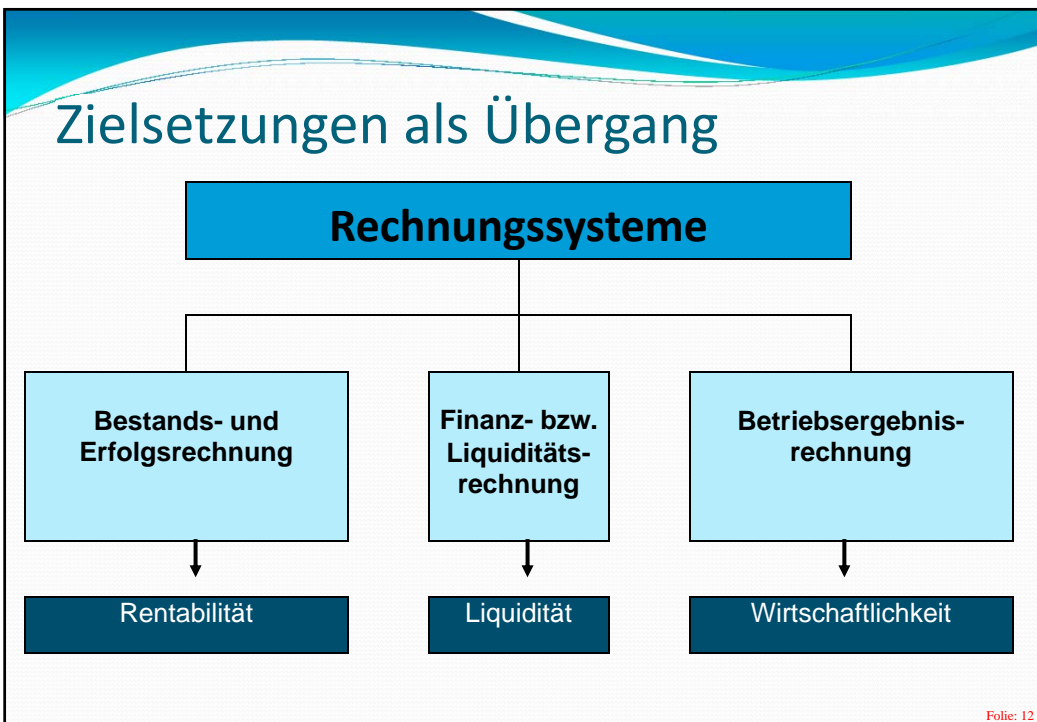 Zielsetzungen als Übergang
Rechnungssysteme
Bestands- und
Erfolgsrechnung
Finanz- bzw.
Liquiditäts-
rechnung
Betriebsergebnis-
rechnung
Rentabilität
Liquidität
Wirtschaftlichkeit
Folie: 12